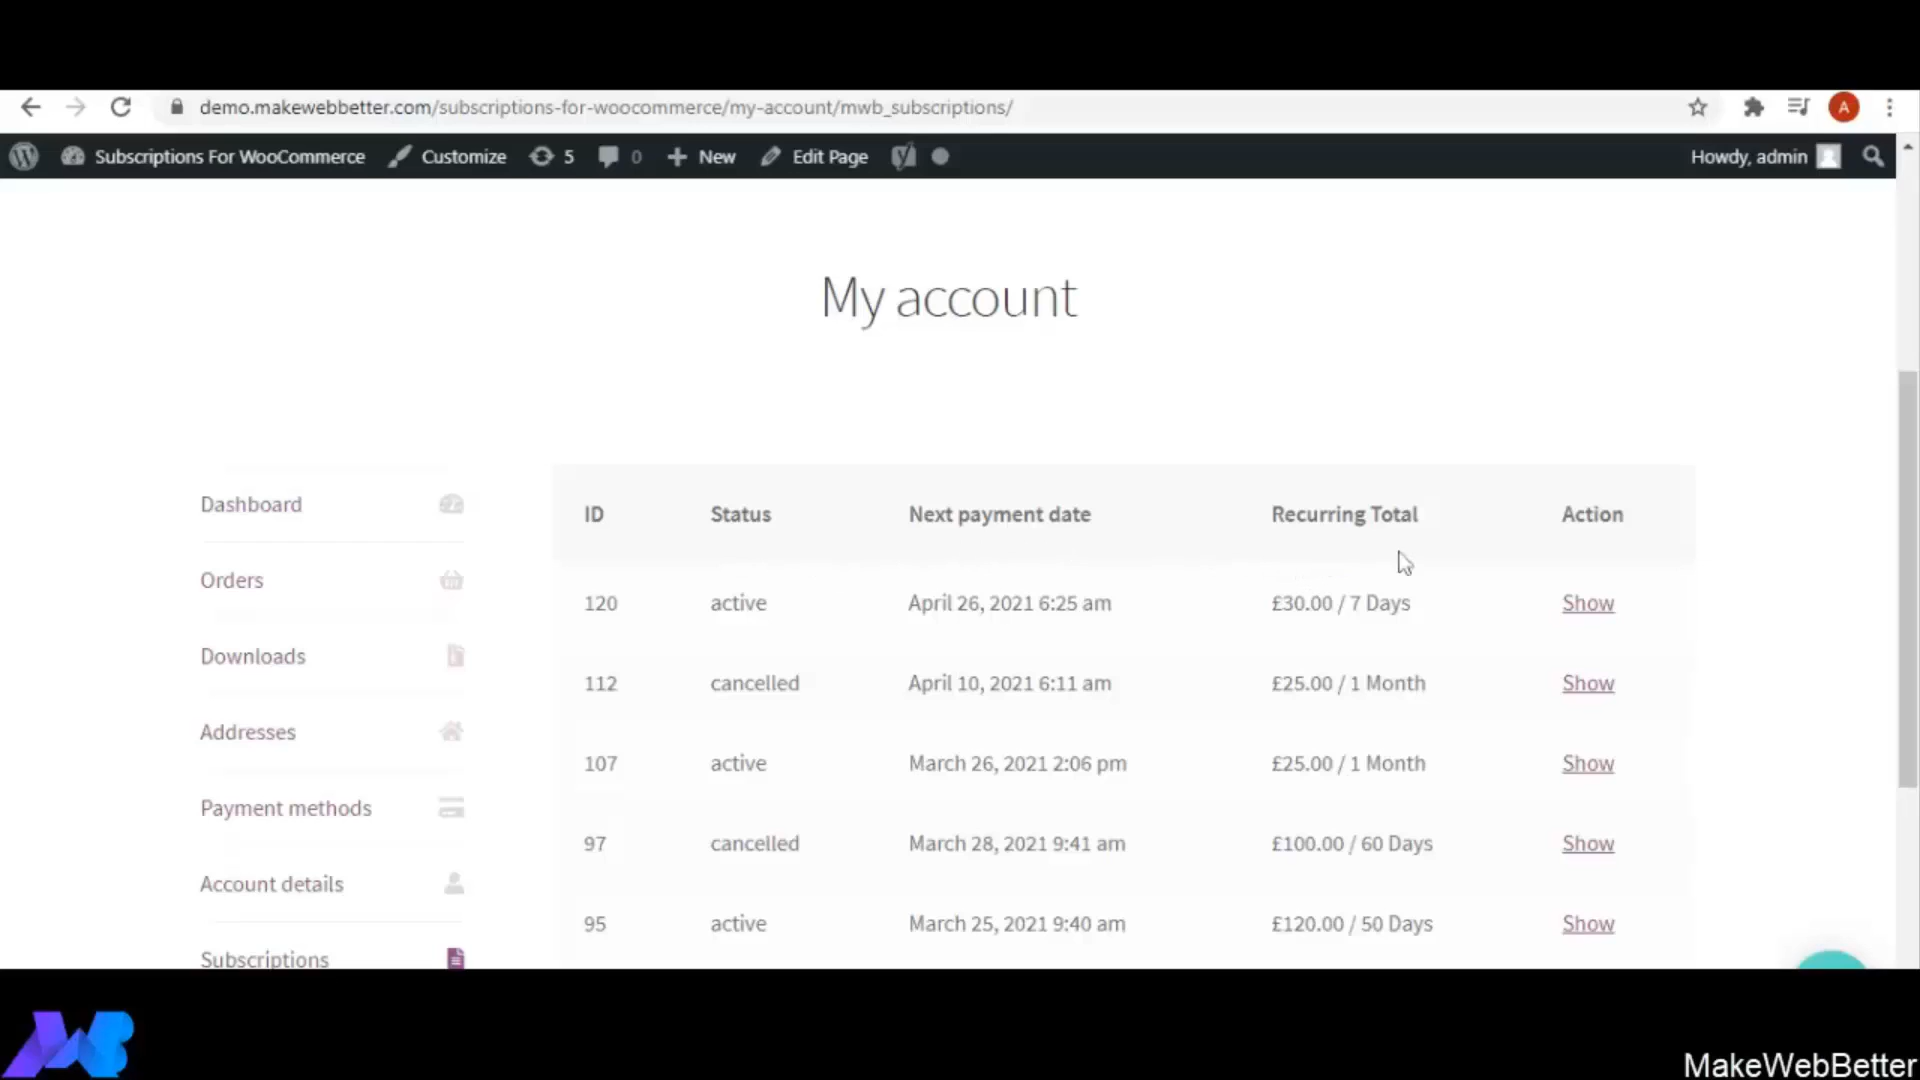 demo.makewebbetter.com/subscriptions-for-woocommerce/my-account/mwb_subscriptions/
A
Subscriptions For WooCommerce Customize 5 0 New Edit Page Howdy, admin
My account
Dashboard
Orders
Downloads
Addresses
Payment methods
Account details
Subscriptions
ID Status Next payment date Recurring Total Action
120 active April 26, 2021 6:25 am £30.00 / 7 Days Show
112 cancelled April 10, 2021 6:11 am £25.00 / 1 Month Show
107 active March 26, 2021 2:06 pm £25.00 / 1 Month Show
97 cancelled March 28, 2021 9:41 am £100.00 / 60 Days Show
95 active March 25, 2021 9:40 am £120.00 / 50 Days Show
MakeWebBetter